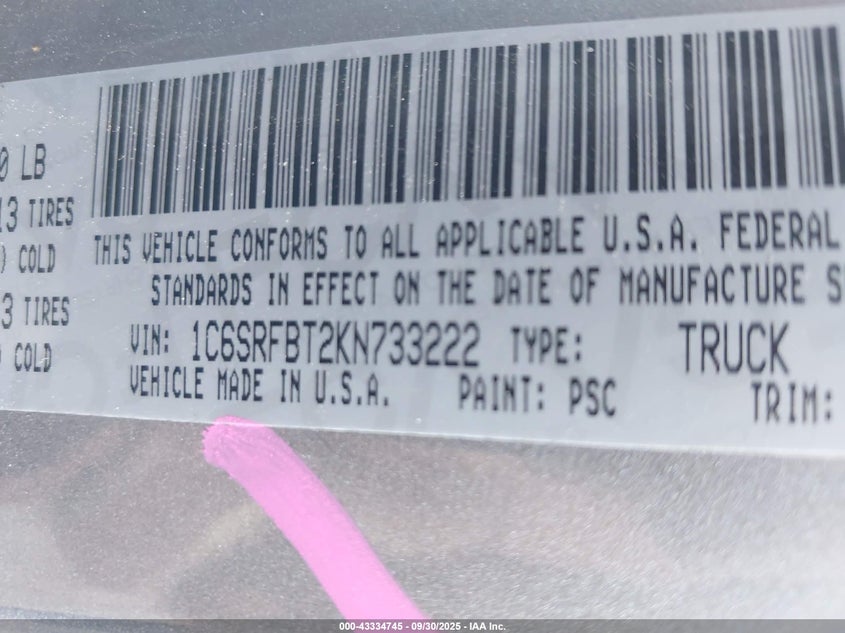 0 LB
13 TIRES
) COLD
3 TIRES
COLD
THIS VEHICLE CONFORMS TO ALL APPLICABLE U.S.A. FEDERAL
STANDARDS IN EFFECT ON THE DATE OF MANUFACTURE S
VIN: 1C6SRFBT2KN733222 TYPE: TRUCK
VEHICLE MADE IN U.S.A. PAINT: PSC TRIM:
000-43334745 - 09/30/2025 - IAA Inc.